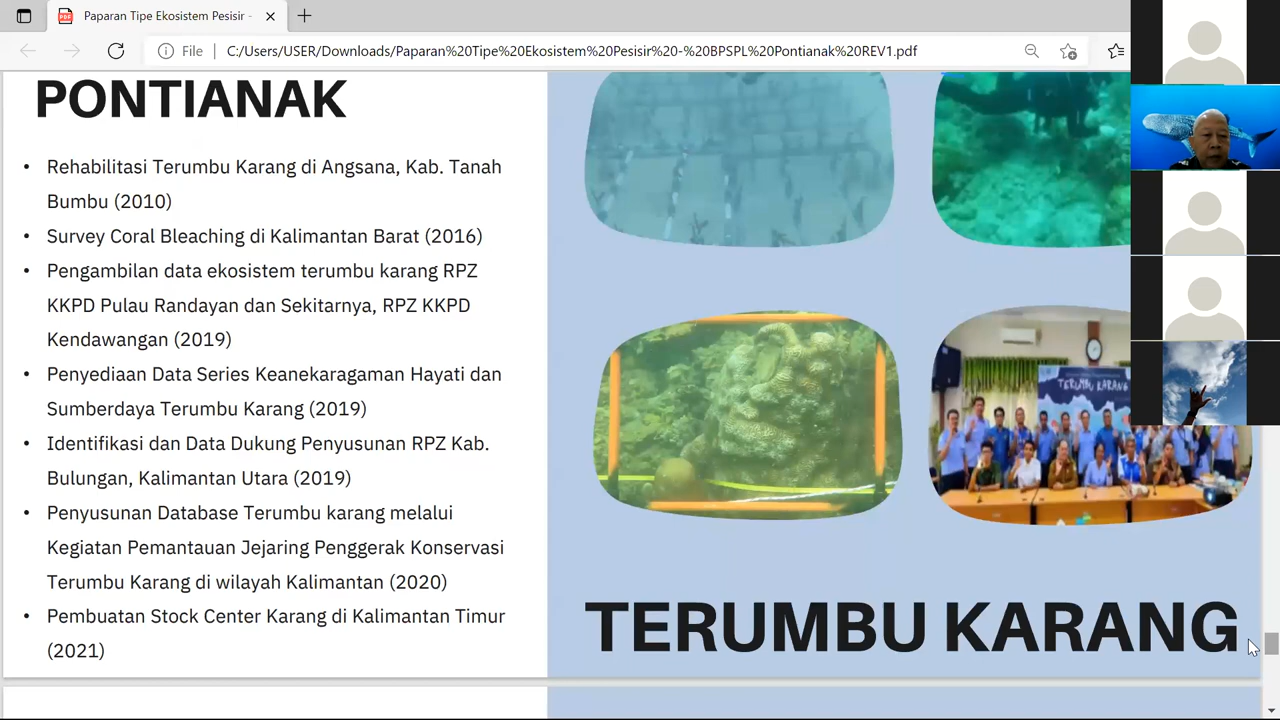 Paparan Tipe Ekosistem Pesisir -
File
C:/Users/USER/Downloads/Paparan%20Tipe%20Ekosistem%20Pesisir%20-%20BPSPL%20Pontianak%20REV1.pdf
PONTIANAK
• Rehabilitasi Terumbu Karang di Angsana, Kab. Tanah
Bumbu (2010)
• Survey Coral Bleaching di Kalimantan Barat (2016)
• Pengambilan data ekosistem terumbu karang RPZ
KKPD Pulau Randayan dan Sekitarnya, RPZ KKPD
Kendawangan (2019)
• Penyediaan Data Series Keanekaragaman Hayati dan
Sumberdaya Terumbu Karang (2019)
• Identifikasi dan Data Dukung Penyusunan RPZ Kab.
Bulungan, Kalimantan Utara (2019)
• Penyusunan Database Terumbu karang melalui
Kegiatan Pemantauan Jejaring Penggerak Konservasi
Terumbu Karang di wilayah Kalimantan (2020)
• Pembuatan Stock Center Karang di Kalimantan Timur
(2021)
TERUMBU KARANG
TERUMBU KARANG